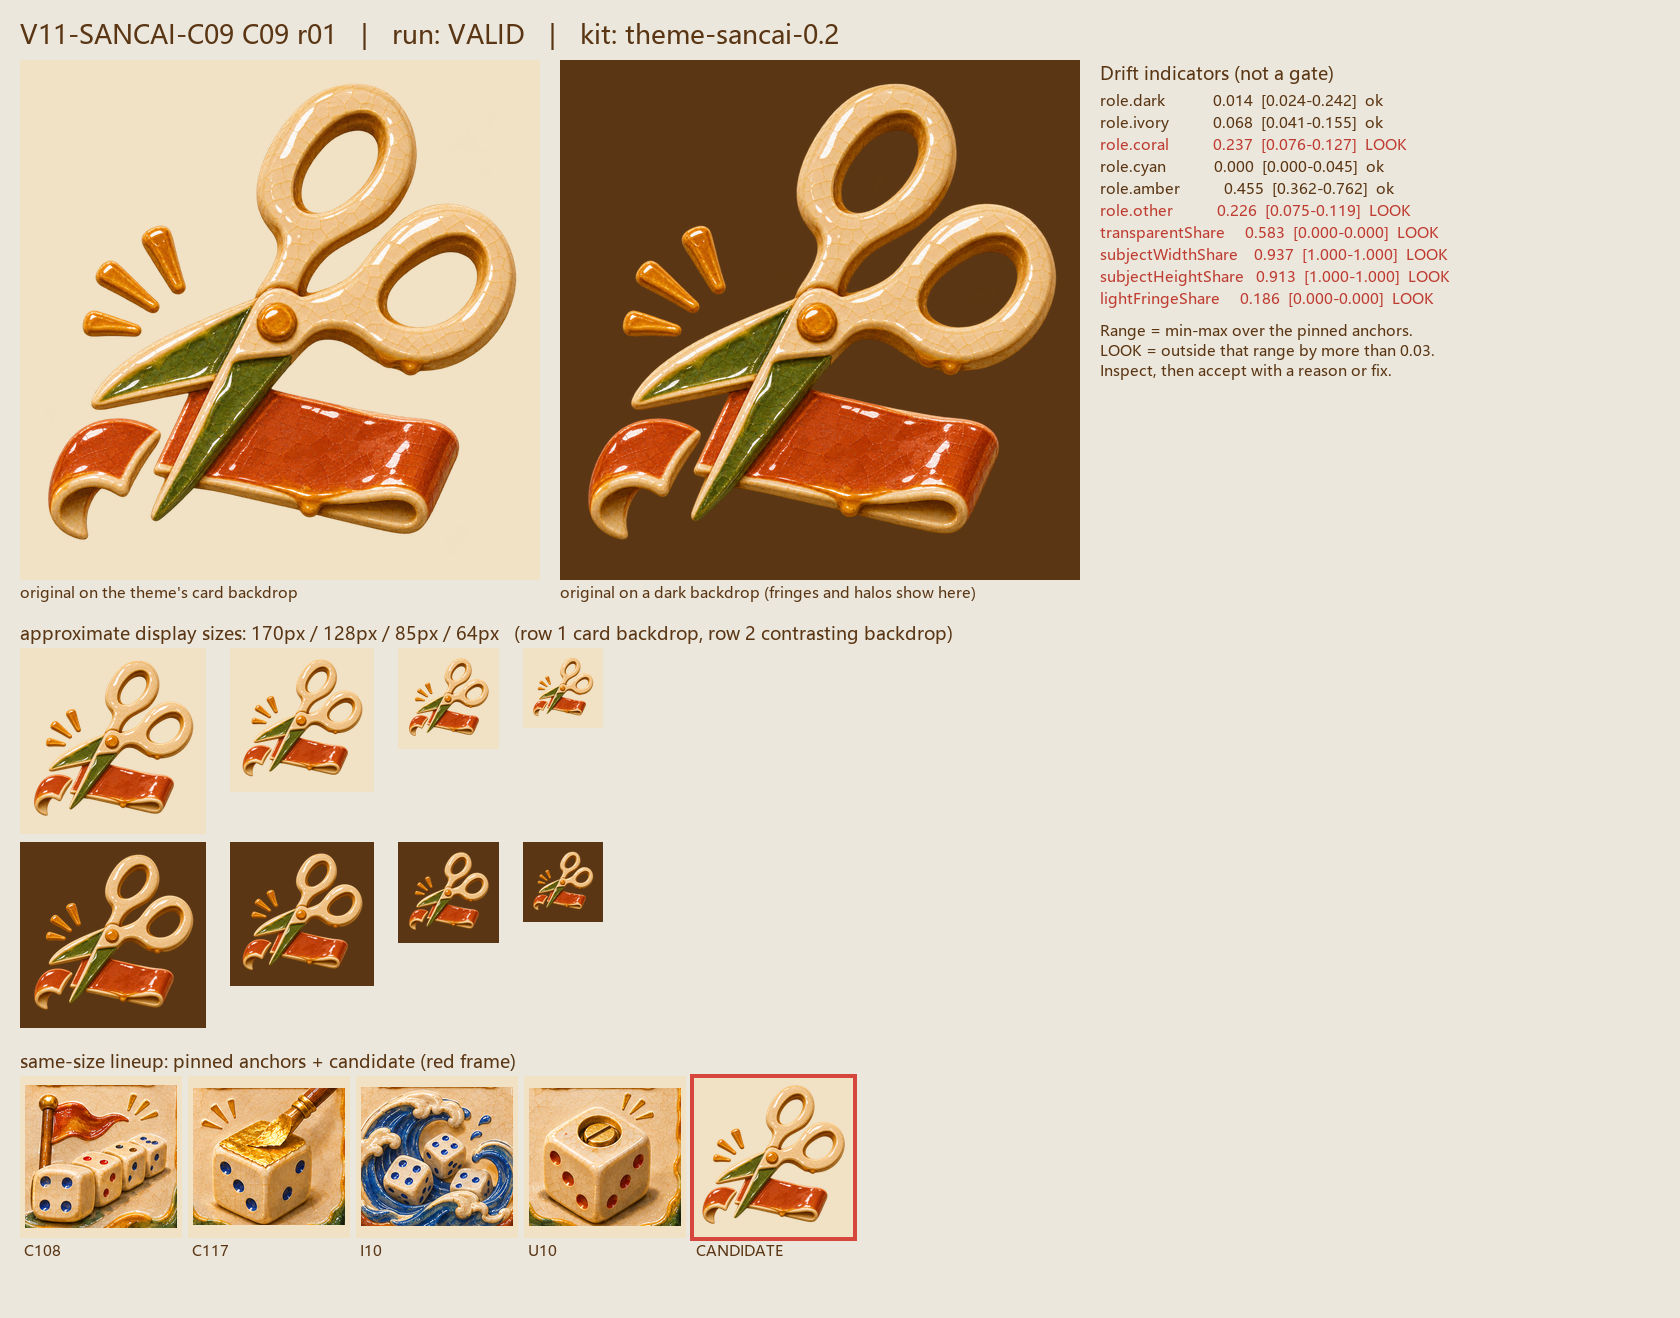 V11-SANCAI-C09 C09 r01 | run: VALID | kit: theme-sancai-0.2
Drift indicators (not a gate)
role.dark 0.014 [0.024-0.242] ok
role.ivory 0.068 [0.041-0.155] ok
role.coral 0.237 [0.076-0.127] LOOK
role.cyan 0.000 [0.000-0.045] ok
role.amber 0.455 [0.362-0.762] ok
role.other 0.226 [0.075-0.119] LOOK
transparentShare 0.583 [0.000-0.000] LOOK
subjectWidthShare 0.937 [1.000-1.000] LOOK
subjectHeightShare 0.913 [1.000-1.000] LOOK
lightFringeShare 0.186 [0.000-0.000] LOOK
Range = min-max over the pinned anchors.
LOOK = outside that range by more than 0.03.
Inspect, then accept with a reason or fix.
original on the theme's card backdrop
original on a dark backdrop (fringes and halos show here)
approximate display sizes: 170px / 128px / 85px / 64px (row 1 card backdrop, row 2 contrasting backdrop)
same-size lineup: pinned anchors + candidate (red frame)
C108
C117
I10
U10
CANDIDATE